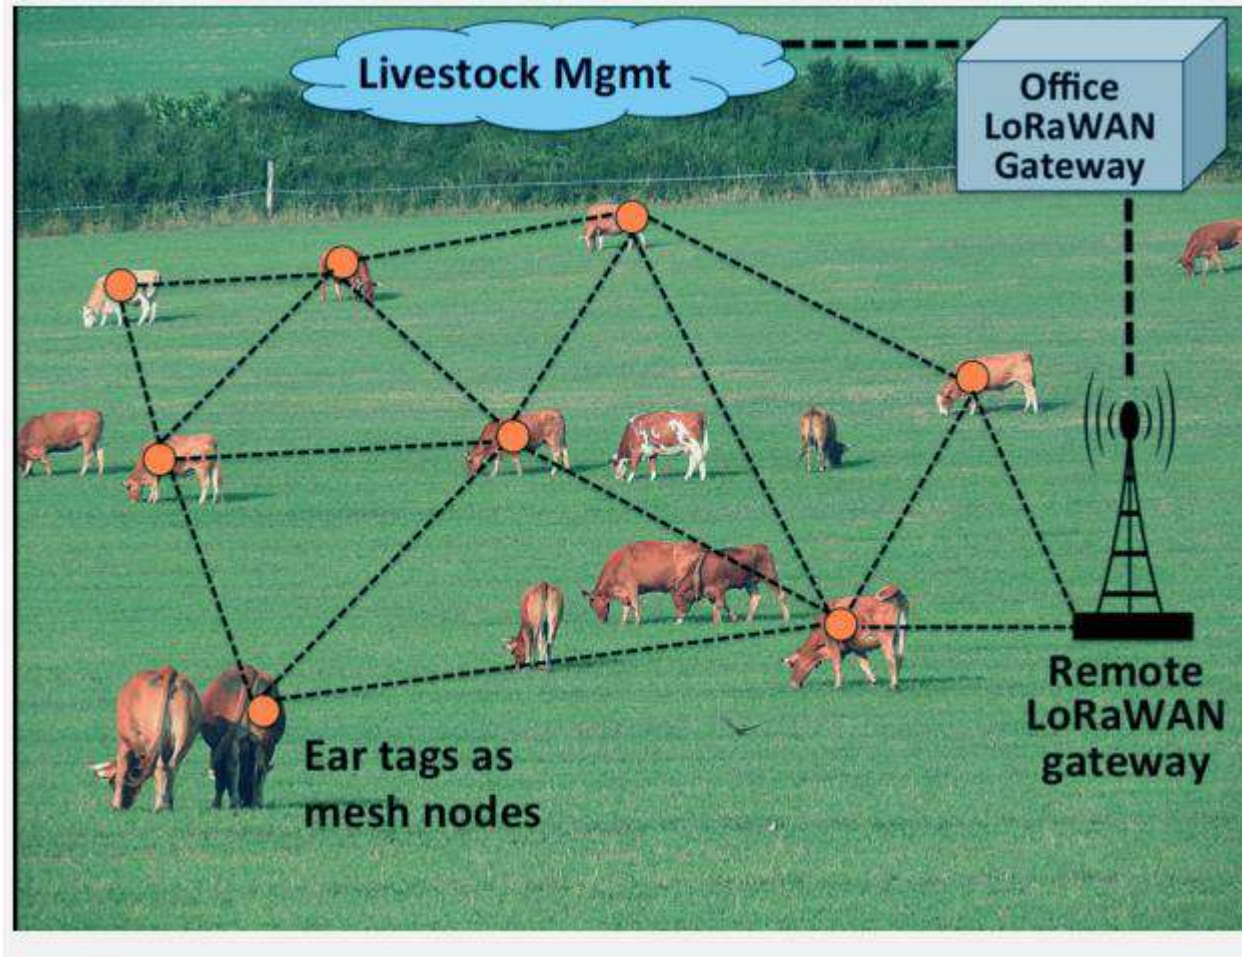 Livestock Mgmt
Office
LoRaWAN
Gateway
Remote
LoRaWAN
gateway
Ear tags as
mesh nodes